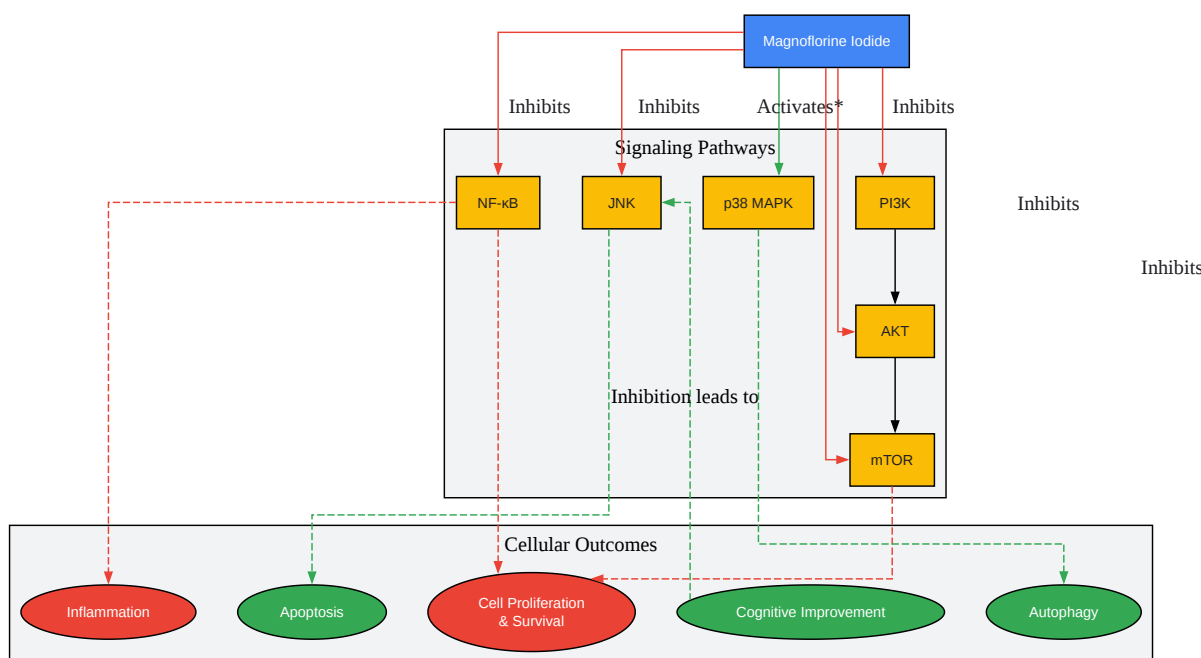 Magnoflorine Iodide
Inhibits
Inhibits
Activates*
Inhibits
Signaling Pathways
NF-κB
JNK
p38 MAPK
PI3K
Inhibits
Inhibits
AKT
Inhibition leads to
mTOR
Cellular Outcomes
Inflammation
Apoptosis
Cell Proliferation
& Survival
Cognitive Improvement
Autophagy